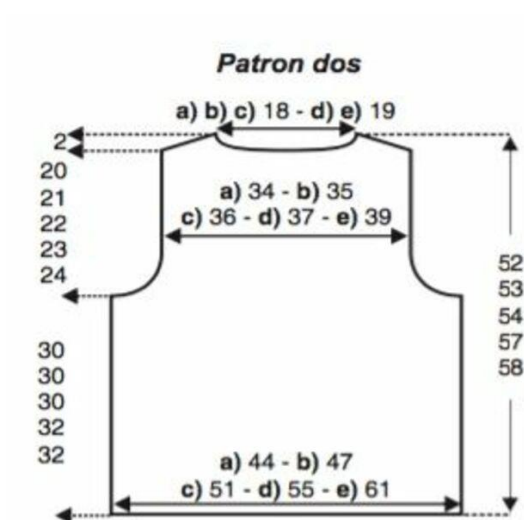 Patron dos
a) b) c) 18 - d) e) 19
2
20
21
22
23
24
a) 34 - b) 35
c) 36 - d) 37 - e) 39
52
53
54
57
58
30
30
30
32
32
a) 44 - b) 47
c) 51 - d) 55 - e) 61